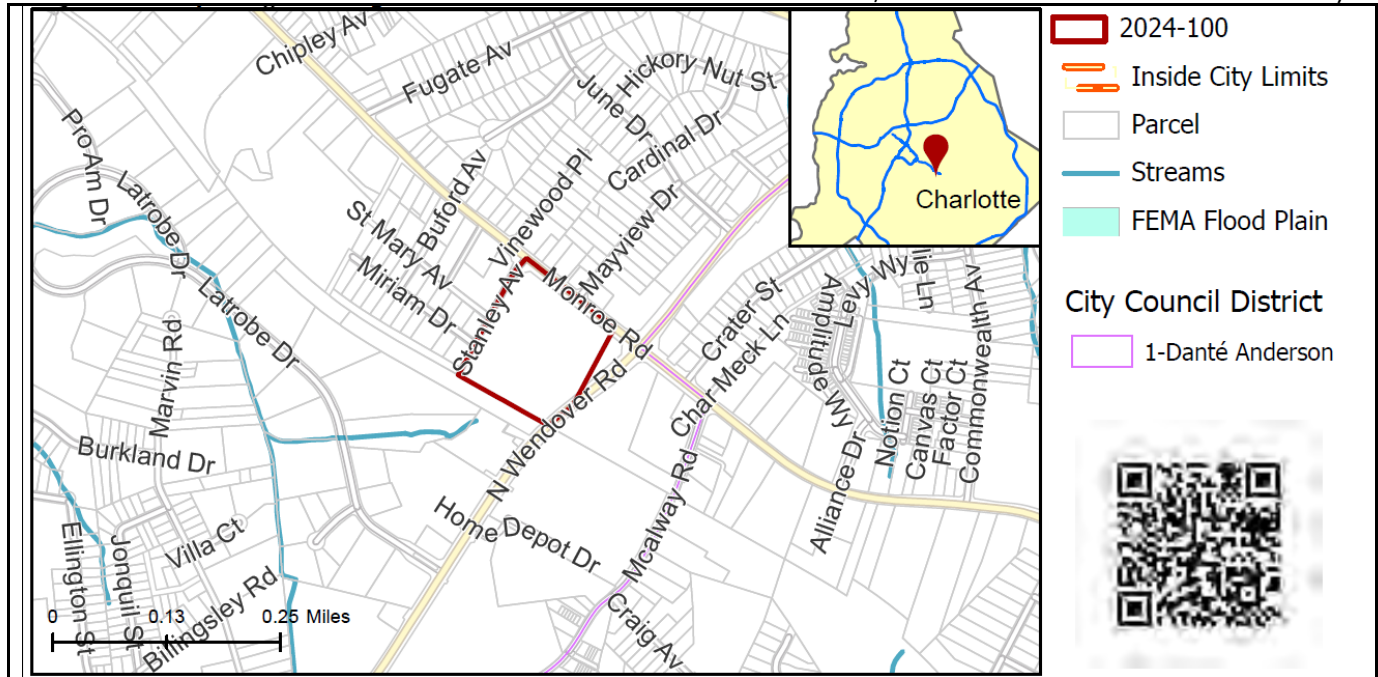 Chipley Av
Fugate Av
June Dr
Hickory Nut St
Cardinal Dr
Pro Am Dr
Latrobe Dr
Buford Av
Vinewood Pl
St Mary Av
Mayview Dr
Miriam Dr
Stanley Av
Monroe Rd
Latrobe Dr
Marvin Rd
Crater St
Char Meck Ln
Levy Wy
Amplitude Wy
Commonwealth Av
Notion Ct
Canvas Ct
Factor Ct
Alliance Dr
N Wendover Rd
Burkland Dr
Home Depot Dr
Mcalway Rd
Villa Ct
Ellington St
Jonquil St
Billingsley Rd
Craig Av
0 0.13 0.25 Miles
Charlotte
2024-100
Inside City Limits
Parcel
Streams
FEMA Flood Plain
City Council District
1-Danté Anderson